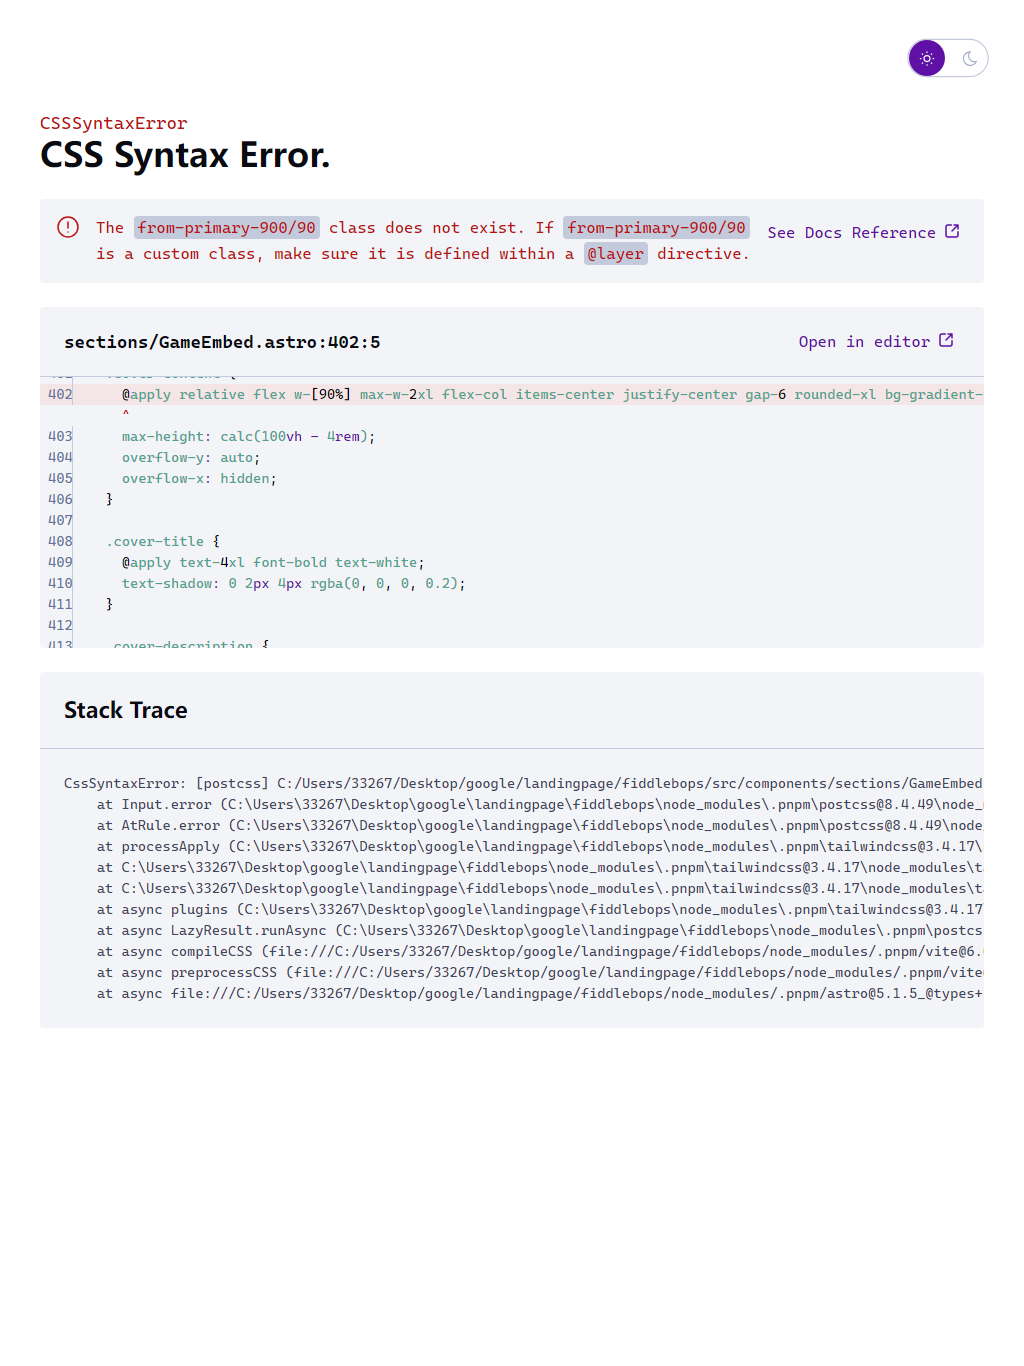 CSSSyntaxError
CSS Syntax Error.
The from-primary-900/90 class does not exist. If from-primary-900/90
is a custom class, make sure it is defined within a @layer directive.
See Docs Reference
sections/GameEmbed.astro:402:5
Open in editor
402 @apply relative flex w-[90%] max-w-2xl flex-col items-center justify-center gap-6 rounded-xl bg-gradient-
^
403 max-height: calc(100vh - 4rem);
404 overflow-y: auto;
405 overflow-x: hidden;
406 }
407
408 .cover-title {
409 @apply text-4xl font-bold text-white;
410 text-shadow: 0 2px 4px rgba(0, 0, 0, 0.2);
411 }
412
413 .cover-description {
Stack Trace
CssSyntaxError: [postcss] C:/Users/33267/Desktop/google/landingpage/fiddlebops/src/components/sections/GameEmbed
at Input.error (C:\Users\33267\Desktop\google\landingpage\fiddlebops\node_modules\.pnpm\postcss@8.4.49\node_
at AtRule.error (C:\Users\33267\Desktop\google\landingpage\fiddlebops\node_modules\.pnpm\postcss@8.4.49\node
at processApply (C:\Users\33267\Desktop\google\landingpage\fiddlebops\node_modules\.pnpm\tailwindcss@3.4.17\
at C:\Users\33267\Desktop\google\landingpage\fiddlebops\node_modules\.pnpm\tailwindcss@3.4.17\node_modules\t
at C:\Users\33267\Desktop\google\landingpage\fiddlebops\node_modules\.pnpm\tailwindcss@3.4.17\node_modules\t
at async plugins (C:\Users\33267\Desktop\google\landingpage\fiddlebops\node_modules\.pnpm\tailwindcss@3.4.17
at async LazyResult.runAsync (C:\Users\33267\Desktop\google\landingpage\fiddlebops\node_modules\.pnpm\postcs
at async compileCSS (file:///C:/Users/33267/Desktop/google/landingpage/fiddlebops/node_modules/.pnpm/vite@6.
at async preprocessCSS (file:///C:/Users/33267/Desktop/google/landingpage/fiddlebops/node_modules/.pnpm/vite
at async file:///C:/Users/33267/Desktop/google/landingpage/fiddlebops/node_modules/.pnpm/astro@5.1.5_@types+